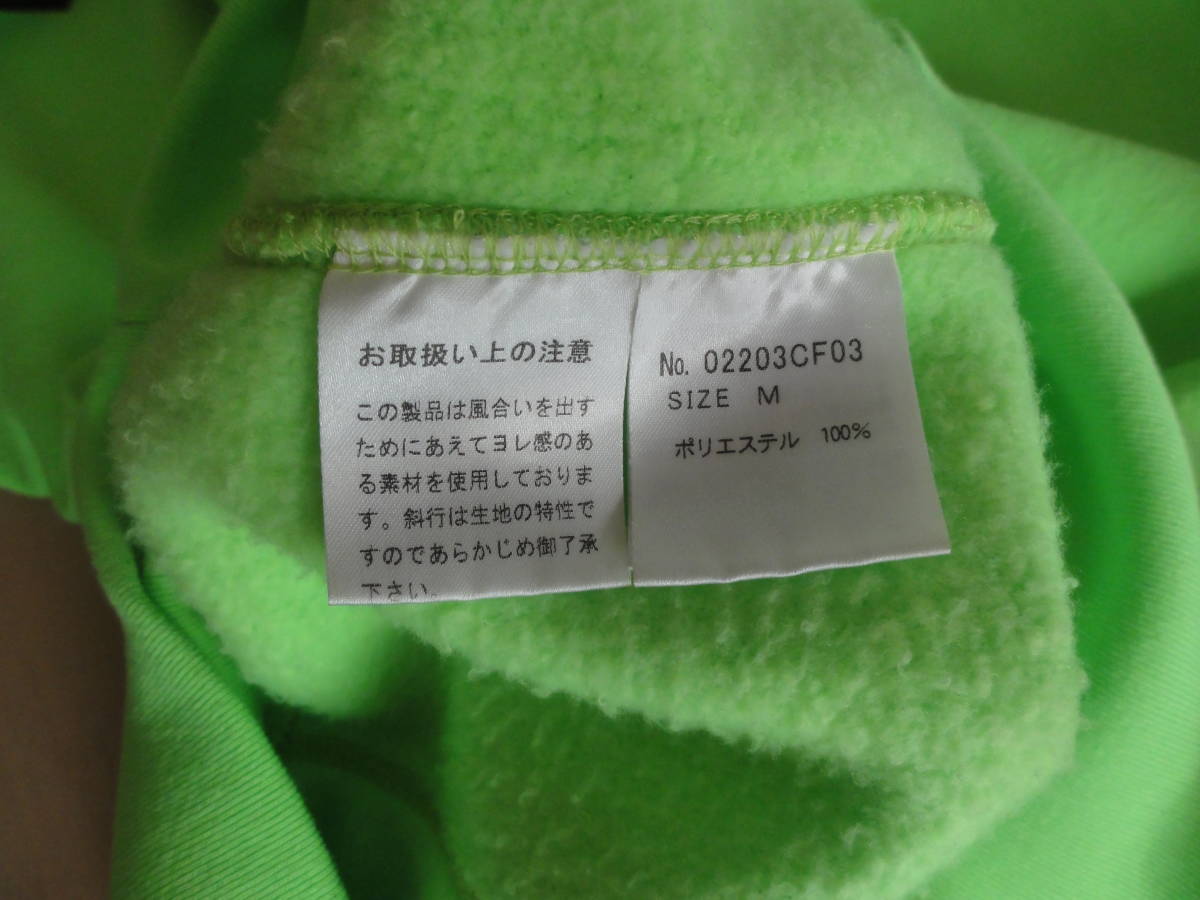 お取扱い上の注意
この製品は風合いを出す
ためにあえてヨレ感のあ
る素材を使用しておりま
す。斜行は生地の特性で
すのであらかじめ御了承
下さい。
No. 02203CF03
SIZE M
ポリエステル 100%